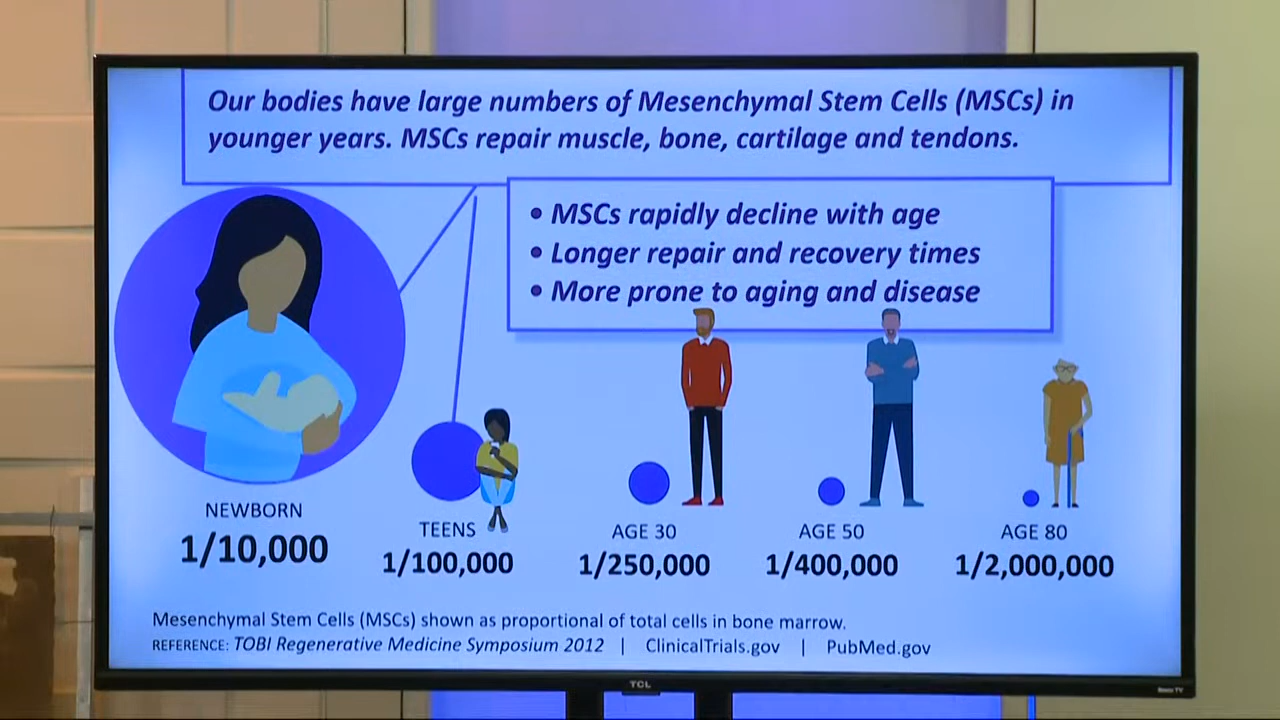 Our bodies have large numbers of Mesenchymal Stem Cells (MSCs) in
younger years. MSCs repair muscle, bone, cartilage and tendons.
• MSCs rapidly decline with age
• Longer repair and recovery times
• More prone to aging and disease
NEWBORN
1/10,000
TEENS
1/100,000
AGE 30
1/250,000
AGE 50
1/400,000
AGE 80
1/2,000,000
Mesenchymal Stem Cells (MSCs) shown as proportional of total cells in bone marrow.
REFERENCE: TOBI Regenerative Medicine Symposium 2012 | ClinicalTrials.gov | PubMed.gov
TCL
Roku TV